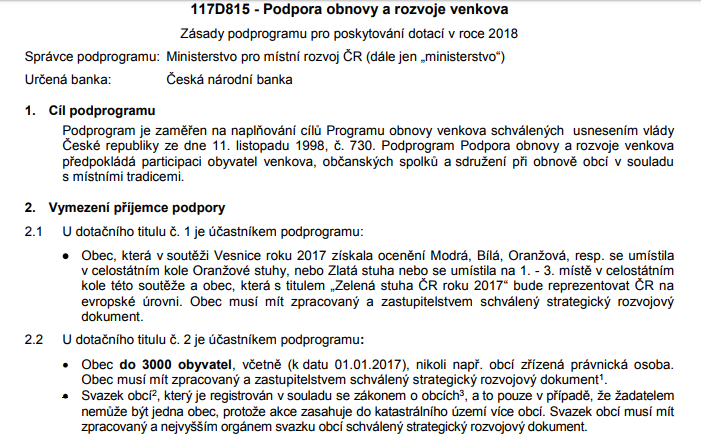 117D815 - Podpora obnovy a rozvoje venkova
Zásady podprogramu pro poskytování dotací v roce 2018
Správce podprogramu: Ministerstvo pro místní rozvoj ČR (dále jen „ministerstvo“)
Určená banka: Česká národní banka
1. Cíl podprogramu
Podprogram je zaměřen na naplňování cílů Programu obnovy venkova schválených usnesením vlády
České republiky ze dne 11. listopadu 1998, č. 730. Podprogram Podpora obnovy a rozvoje venkova
předpokládá participaci obyvatel venkova, občanských spolků a sdružení při obnově obcí v souladu
s místními tradicemi.
2. Vymezení příjemce podpory
2.1 U dotačního titulu č. 1 je účastníkem podprogramu:
● Obec, která v soutěži Vesnice roku 2017 získala ocenění Modrá, Bílá, Oranžová, resp. se umístila
v celostátním kole Oranžové stuhy, nebo Zlatá stuha nebo se umístila na 1. - 3. místě v celostátním
kole této soutěže a obec, která s titulem „Zelená stuha ČR roku 2017“ bude reprezentovat ČR na
evropské úrovni. Obec musí mít zpracovaný a zastupitelstvem schválený strategický rozvojový
dokument.
2.2 U dotačního titulu č. 2 je účastníkem podprogramu:
• Obec do 3000 obyvatel, včetně (k datu 01.01.2017), nikoli např. obcí zřízená právnická osoba.
Obec musí mít zpracovaný a zastupitelstvem schválený strategický rozvojový dokument¹.
• Svazek obcí², který je registrován v souladu se zákonem o obcích³, a to pouze v případě, že žadatelem
nemůže být jedna obec, protože akce zasahuje do katastrálního území více obcí. Svazek obcí musí mít
zpracovaný a nejvyšším orgánem svazku obcí schválený strategický rozvojový dokument.